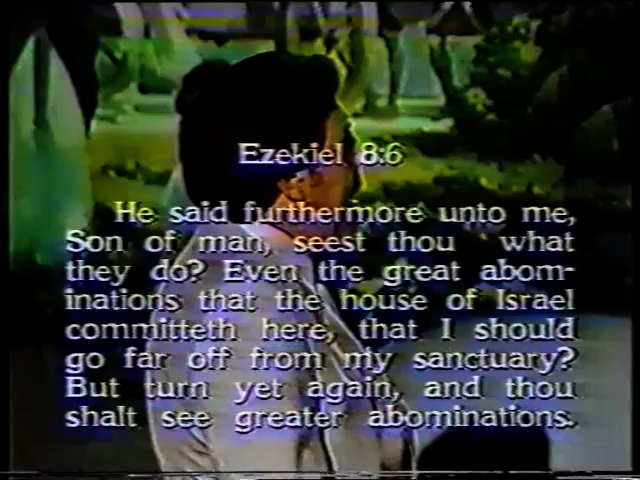 Ezekiel 8:6
He said furthermore unto me,
Son of man, seest thou what
they do? Even the great abom-
inations that the house of Israel
committeth here, that I should
go far off from my sanctuary?
But turn yet again, and thou
shalt see greater abominations.